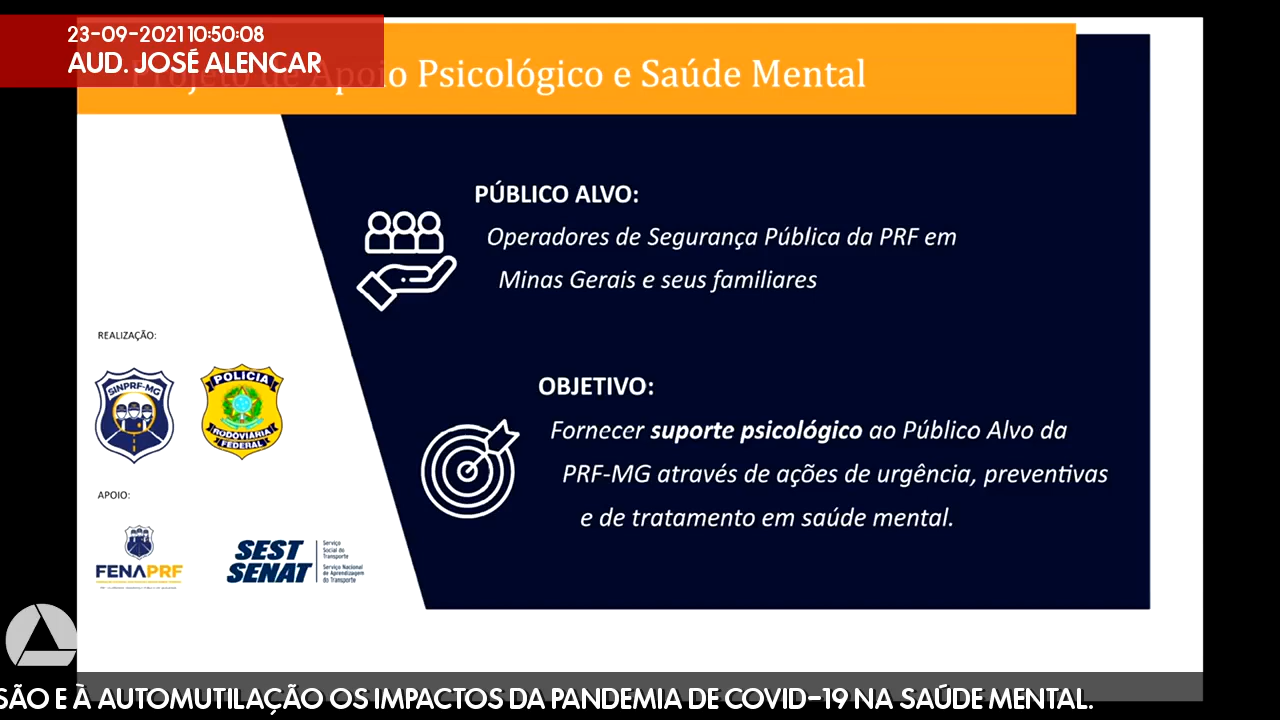 23-09-2021 10:50:08
AUD. JOSÉ ALENCAR
Projeto de Apoio Psicológico e Saúde Mental
PÚBLICO ALVO:
Operadores de Segurança Pública da PRF em
Minas Gerais e seus familiares
REALIZAÇÃO:
SINPRF-MG
POLÍCIA
RODOVIÁRIA
FEDERAL
OBJETIVO:
Fornecer suporte psicológico ao Público Alvo da
PRF-MG através de ações de urgência, preventivas
e de tratamento em saúde mental.
APOIO:
FENAPRF
SEST
SENAT
Serviço
Social do
Transporte
Serviço Nacional
de Aprendizagem
do Transporte
SÃO E À AUTOMUTILAÇÃO OS IMPACTOS DA PANDEMIA DE COVID-19 NA SAÚDE MENTAL.